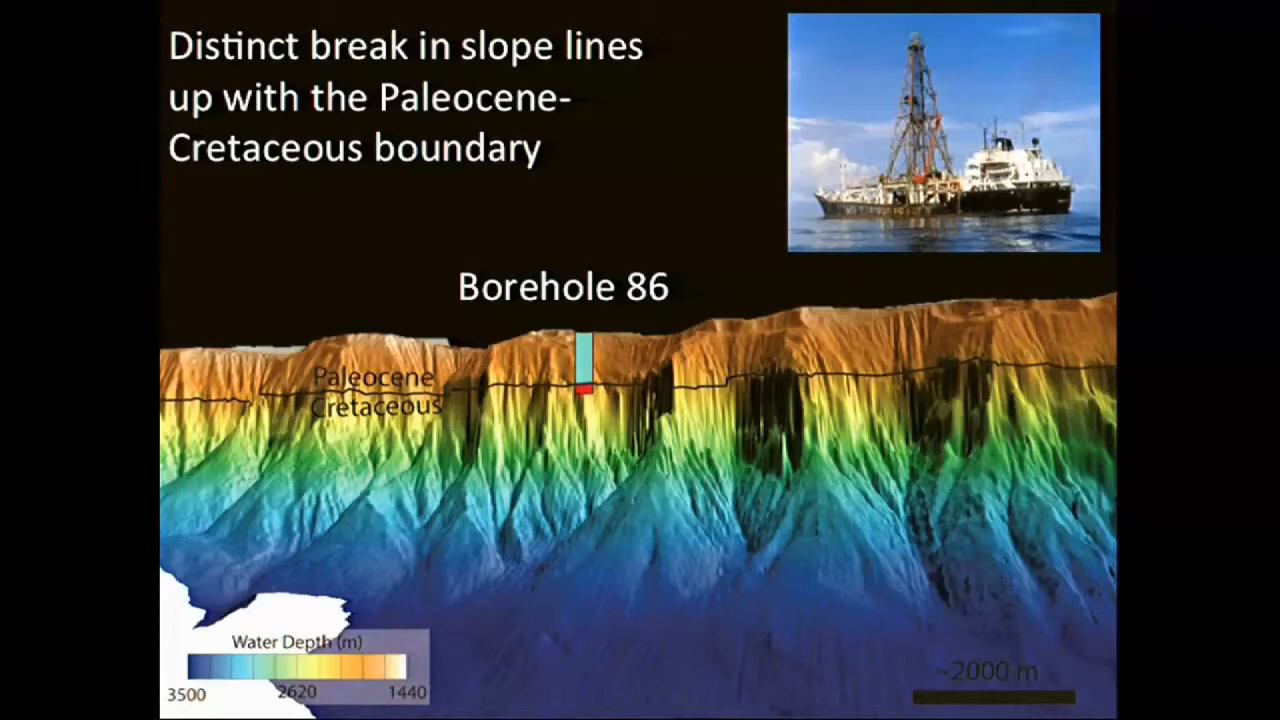 Distinct break in slope lines
up with the Paleocene-
Cretaceous boundary
Borehole 86
Paleocene
Cretaceous
Water Depth (m)
3500 2620 1440
~2000 m